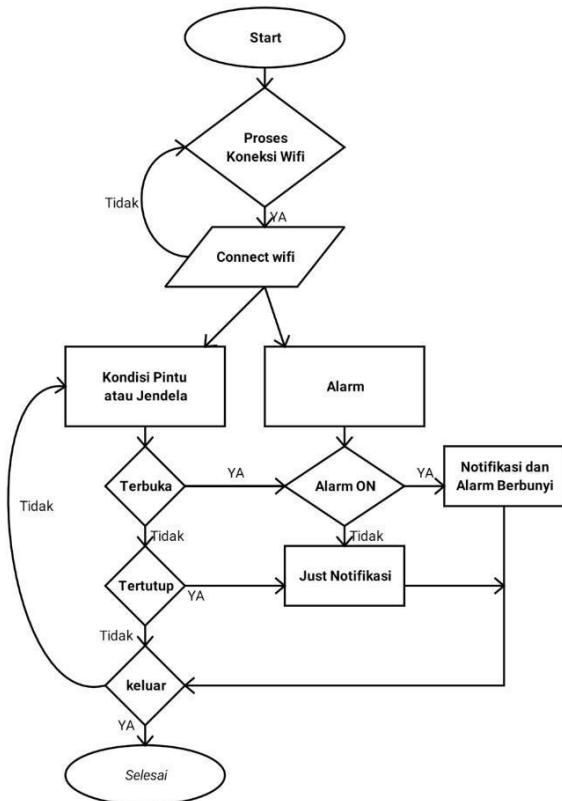 Start
Proses
Koneksi Wifi
Tidak
YA
Connect wifi
Kondisi Pintu
atau Jendela
Alarm
Terbuka
YA
Alarm ON
YA
Notifikasi dan
Alarm Berbunyi
Tidak
Tidak
Tidak
Tertutup
YA
Just Notifikasi
Tidak
keluar
YA
Selesai